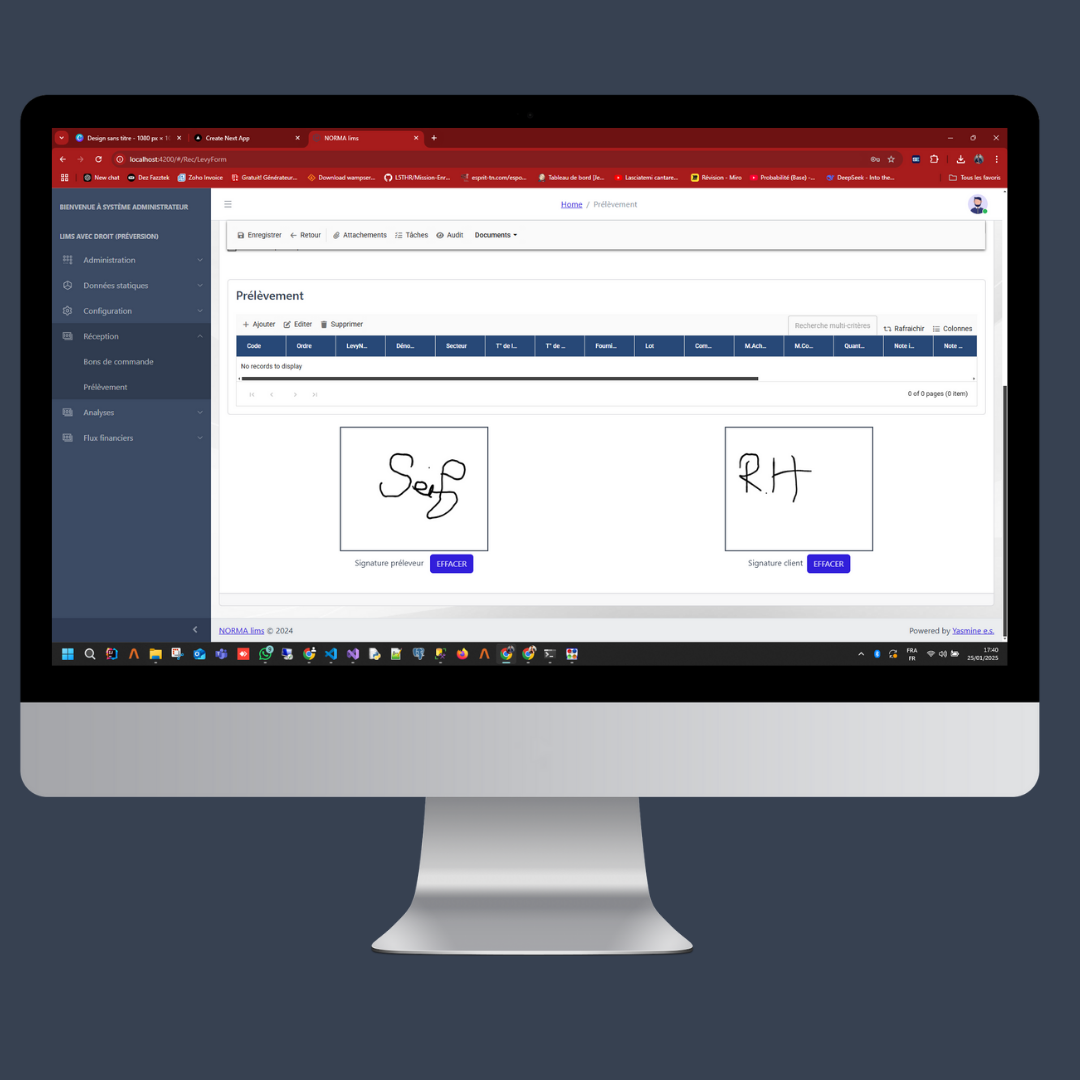 Design sans titre - 1080 px × 1
Create Next App
NORMA lims
localhost:4200/#/Rec/LevyForm
New chat Dez Fazztek Zoho Invoice Gratuit! Générateur... Download wampser... L5THR/Mission-Enr... esprit-tn.com/espo... Tableau de bord (Je... Lasciatemi cantare... Révision - Miro Probabilité (Base) -... DeepSeek - Into the... Tous les favoris
BIENVENUE À SYSTÈME ADMINISTRATEUR
LIMS AVEC DROIT (PRÉVERSION)
Administration
Données statiques
Configuration
Réception
Bons de commande
Prélèvement
Analyses
Flux financiers
Home / Prélèvement
Enregistrer Retour Attachements Tâches Audit Documents
Prélèvement
Ajouter Editer Supprimer Recherche multi-critères Rafraichir Colonnes
Code Ordre LevyN... Déno... Secteur T° de l... T° de ... Fourni... Lot Com... M.Ach... M.Co... Quant... Note i... Note ...
No records to display
0 of 0 pages (0 item)
Seif
R.H
Signature préleveur EFFACER
Signature client EFFACER
NORMA lims © 2024 Powered by Yasmine e.s.
FRA 17:40
FR 25/01/2025